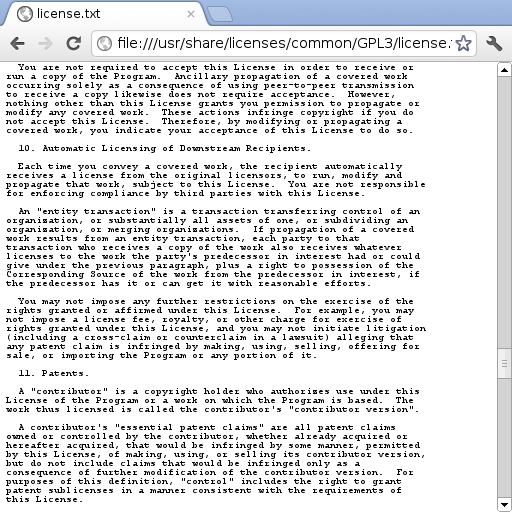 license.txt
file:///usr/share/licenses/common/GPL3/license.
You are not required to accept this License in order to receive or
run a copy of the Program.  Ancillary propagation of a covered work
occurring solely as a consequence of using peer-to-peer transmission
to receive a copy likewise does not require acceptance.  However,
nothing other than this License grants you permission to propagate or
modify any covered work.  These actions infringe copyright if you do
not accept this License.  Therefore, by modifying or propagating a
covered work, you indicate your acceptance of this License to do so.
10. Automatic Licensing of Downstream Recipients.
Each time you convey a covered work, the recipient automatically
receives a license from the original licensors, to run, modify and
propagate that work, subject to this License.  You are not responsible
for enforcing compliance by third parties with this License.
An "entity transaction" is a transaction transferring control of an
organization, or substantially all assets of one, or subdividing an
organization, or merging organizations.  If propagation of a covered
work results from an entity transaction, each party to that
transaction who receives a copy of the work also receives whatever
licenses to the work the party's predecessor in interest had or could
give under the previous paragraph, plus a right to possession of the
Corresponding Source of the work from the predecessor in interest, if
the predecessor has it or can get it with reasonable efforts.
You may not impose any further restrictions on the exercise of the
rights granted or affirmed under this License.  For example, you may
not impose a license fee, royalty, or other charge for exercise of
rights granted under this License, and you may not initiate litigation
(including a cross-claim or counterclaim in a lawsuit) alleging that
any patent claim is infringed by making, using, selling, offering for
sale, or importing the Program or any portion of it.
11. Patents.
A "contributor" is a copyright holder who authorizes use under this
License of the Program or a work on which the Program is based.  The
work thus licensed is called the contributor's "contributor version".
A contributor's "essential patent claims" are all patent claims
owned or controlled by the contributor, whether already acquired or
hereafter acquired, that would be infringed by some manner, permitted
by this License, of making, using, or selling its contributor version,
but do not include claims that would be infringed only as a
consequence of further modification of the contributor version.  For
purposes of this definition, "control" includes the right to grant
patent sublicenses in a manner consistent with the requirements of
this License.